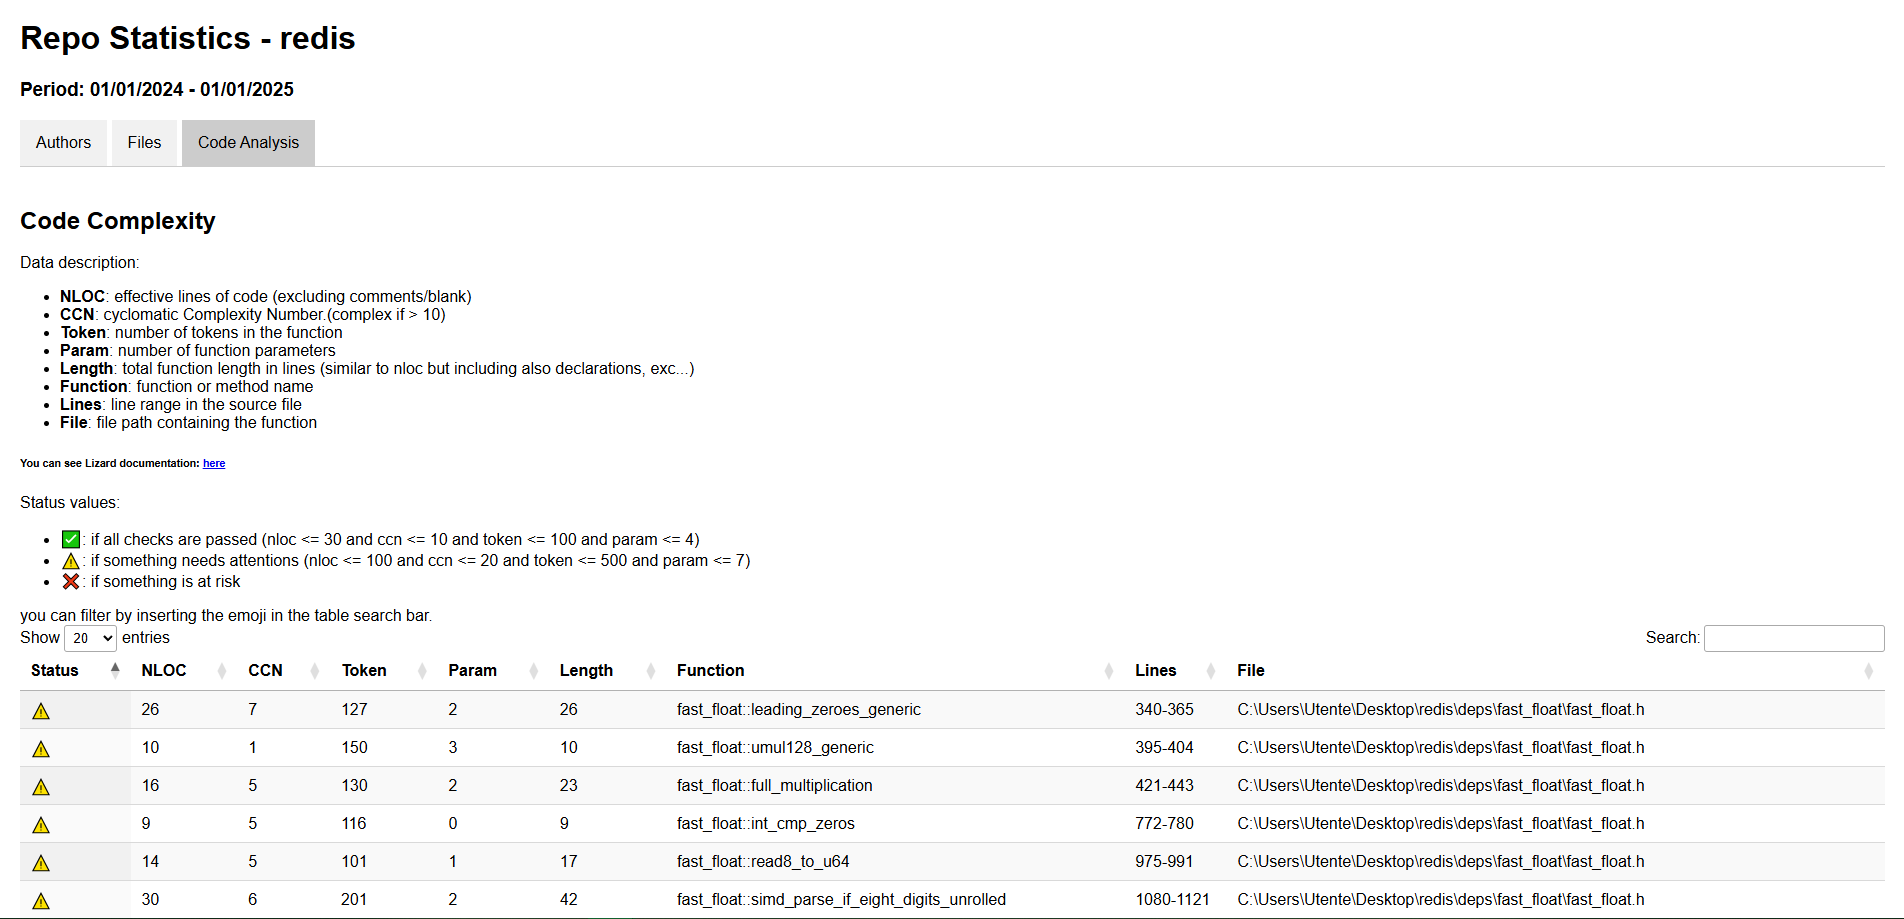 Repo Statistics - redis
Period: 01/01/2024 - 01/01/2025
Authors Files Code Analysis
Code Complexity
Data description:
• NLOC: effective lines of code (excluding comments/blank)
• CCN: cyclomatic Complexity Number.(complex if > 10)
• Token: number of tokens in the function
• Param: number of function parameters
• Length: total function length in lines (similar to nloc but including also declarations, exc...)
• Function: function or method name
• Lines: line range in the source file
• File: file path containing the function
You can see Lizard documentation: here
Status values:
• ✅: if all checks are passed (nloc <= 30 and ccn <= 10 and token <= 100 and param <= 4)
• ⚠️: if something needs attentions (nloc <= 100 and ccn <= 20 and token <= 500 and param <= 7)
• ❌: if something is at risk
you can filter by inserting the emoji in the table search bar.
Show 20 entries Search:
Status NLOC CCN Token Param Length Function Lines File
⚠️ 26 7 127 2 26 fast_float::leading_zeroes_generic 340-365 C:\Users\Utente\Desktop\redis\deps\fast_float\fast_float.h
⚠️ 10 1 150 3 10 fast_float::umul128_generic 395-404 C:\Users\Utente\Desktop\redis\deps\fast_float\fast_float.h
⚠️ 16 5 130 2 23 fast_float::full_multiplication 421-443 C:\Users\Utente\Desktop\redis\deps\fast_float\fast_float.h
⚠️ 9 5 116 0 9 fast_float::int_cmp_zeros 772-780 C:\Users\Utente\Desktop\redis\deps\fast_float\fast_float.h
⚠️ 14 5 101 1 17 fast_float::read8_to_u64 975-991 C:\Users\Utente\Desktop\redis\deps\fast_float\fast_float.h
⚠️ 30 6 201 2 42 fast_float::simd_parse_if_eight_digits_unrolled 1080-1121 C:\Users\Utente\Desktop\redis\deps\fast_float\fast_float.h